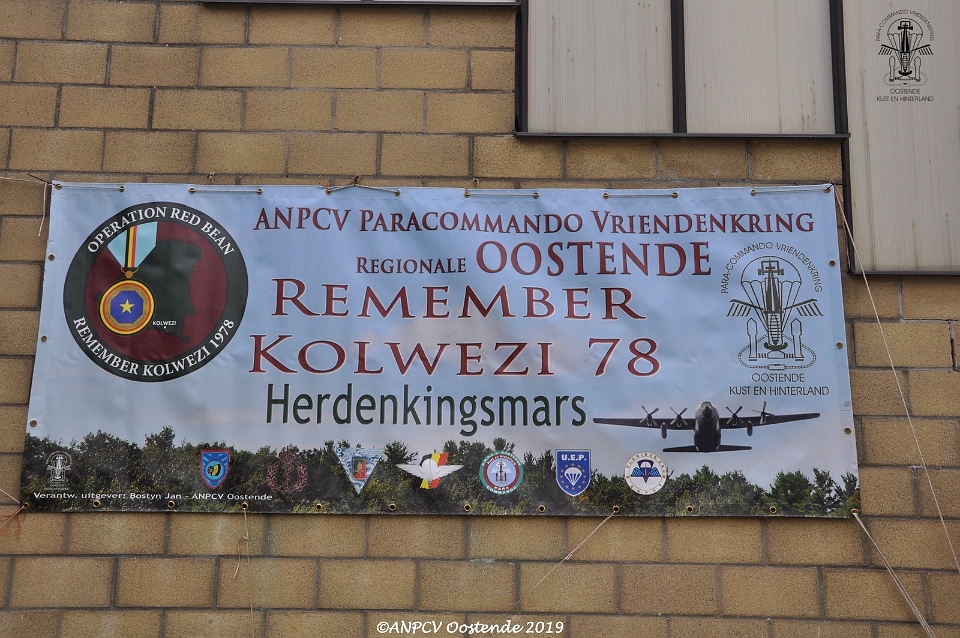 PARA-COMMANDO VRIENDENKRING
OOSTENDE
KUST EN HINTERLAND
OPERATION RED BEAN
KOLWEZI
REMEMBER KOLWEZI 1978
ANPCV PARACOMMANDO VRIENDENKRING
REGIONALE OOSTENDE
REMEMBER
KOLWEZI 78
Herdenkingsmars
PARA-COMMANDO VRIENDENKRING
OOSTENDE
KUST EN HINTERLAND
U.E.P.
Verantw. uitgever: Bostyn Jan - ANPCV Oostende
©ANPCV Oostende 2019